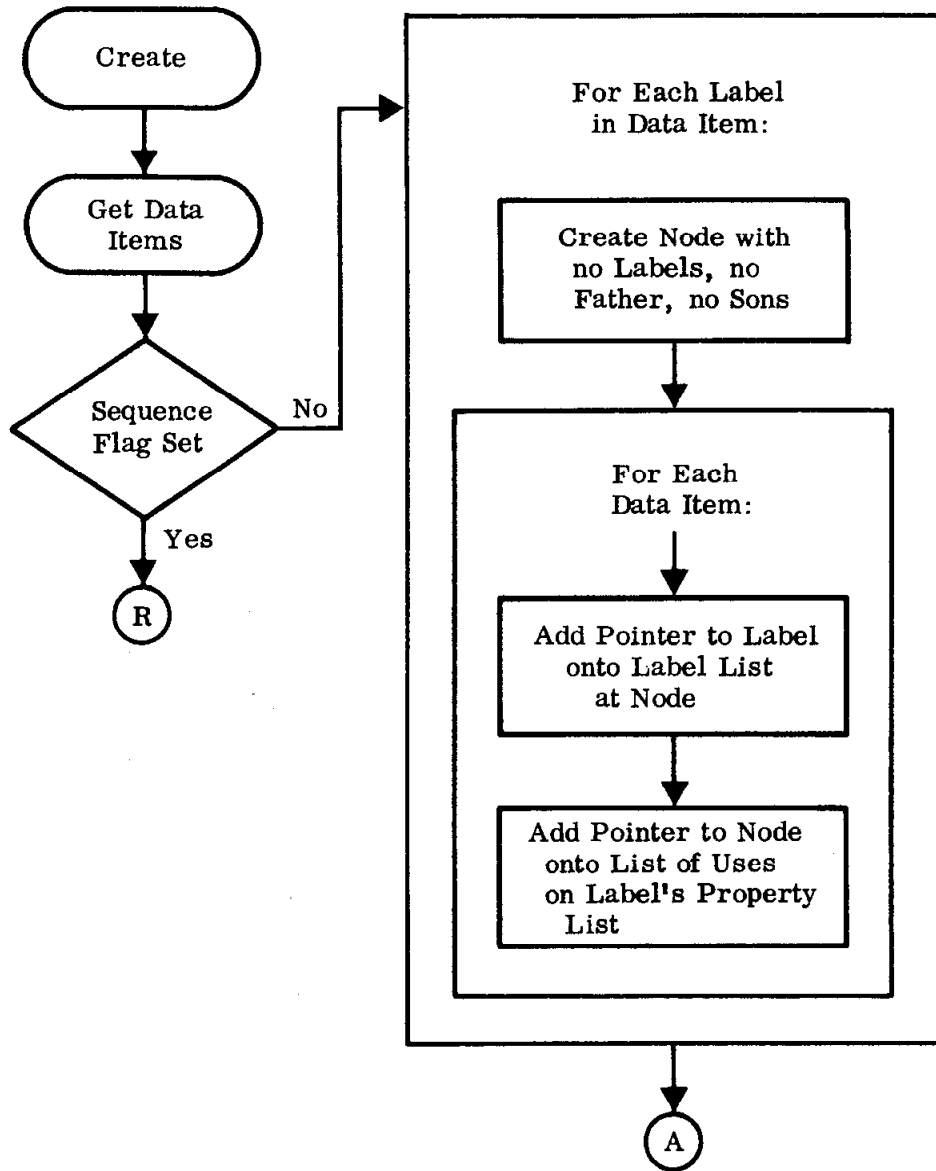 Create
Get Data
Items
Sequence
Flag Set
No
Yes
R
For Each Label
in Data Item:
Create Node with
no Labels, no
Father, no Sons
For Each
Data Item:
Add Pointer to Label
onto Label List
at Node
Add Pointer to Node
onto List of Uses
on Label's Property
List
A